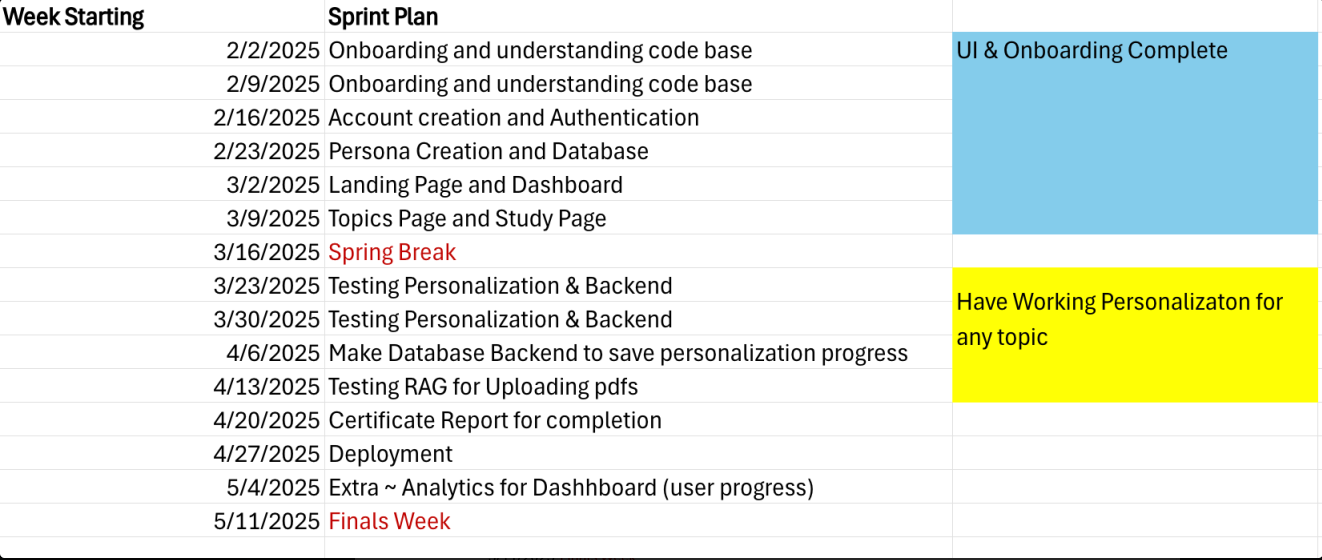 Week Starting Sprint Plan
2/2/2025 Onboarding and understanding code base UI & Onboarding Complete
2/9/2025 Onboarding and understanding code base
2/16/2025 Account creation and Authentication
2/23/2025 Persona Creation and Database
3/2/2025 Landing Page and Dashboard
3/9/2025 Topics Page and Study Page
3/16/2025 Spring Break
3/23/2025 Testing Personalization & Backend
Have Working Personalizaton for
3/30/2025 Testing Personalization & Backend
any topic
4/6/2025 Make Database Backend to save personalization progress
4/13/2025 Testing RAG for Uploading pdfs
4/20/2025 Certificate Report for completion
4/27/2025 Deployment
5/4/2025 Extra ~ Analytics for Dashhboard (user progress)
5/11/2025 Finals Week